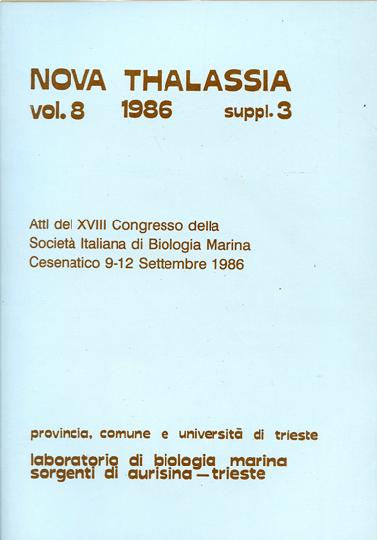 NOVA THALASSIA
vol. 8 1986 suppl. 3
Atti del XVIII Congresso della
Società Italiana di Biologia Marina
Cesenatico 9-12 Settembre 1986
provincia, comune e università di trieste
laboratorio di biologia marina
sorgenti di aurisina — trieste